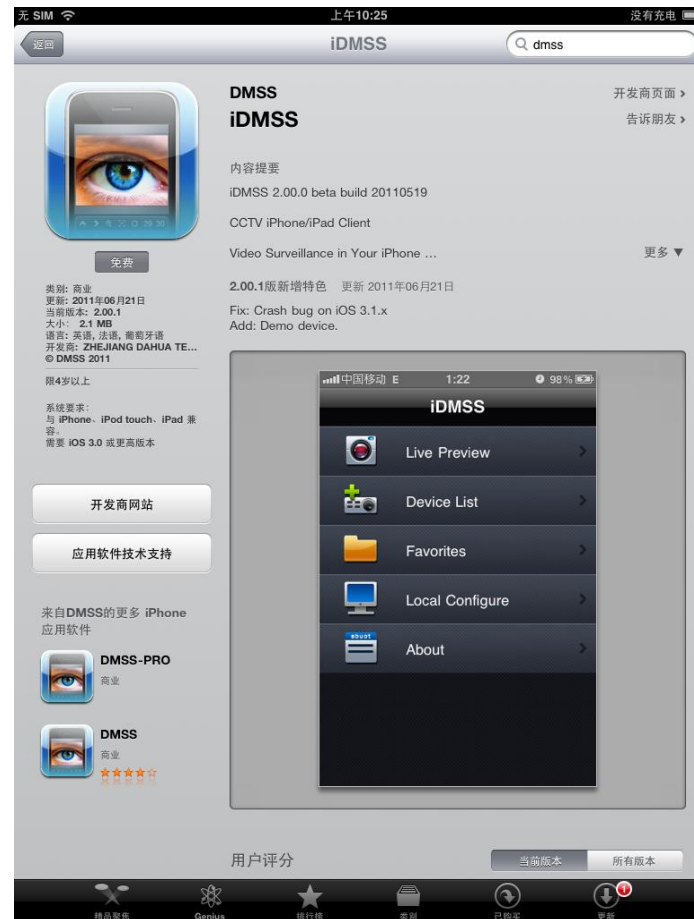 无 SIM
上午10:25
没有充电
返回
iDMSS
dmss
DMSS
iDMSS
开发商页面
告诉朋友
内容提要
iDMSS 2.00.0 beta build 20110519
CCTV iPhone/iPad Client
Video Surveillance in Your iPhone …
更多 ▼
2.00.1版新增特色 更新 2011年06月21日
Fix: Crash bug on iOS 3.1.x
Add: Demo device.
免费
类别: 商业
更新: 2011年06月21日
当前版本: 2.00.1
大小: 2.1 MB
语言: 英语, 法语, 葡萄牙语
开发商: ZHEJIANG DAHUA TE...
© DMSS 2011
限4岁以上
系统要求:
与 iPhone、iPod touch、iPad 兼
容。
需要 iOS 3.0 或更高版本
开发商网站
应用软件技术支持
来自DMSS的更多 iPhone
应用软件
DMSS-PRO
商业
DMSS
商业
中国移动 E 1:22 98%
iDMSS
Live Preview
Device List
Favorites
Local Configure
about
About
用户评分
当前版本
所有版本
精品聚焦
Genius
排行榜
类别
已购买
更新
1